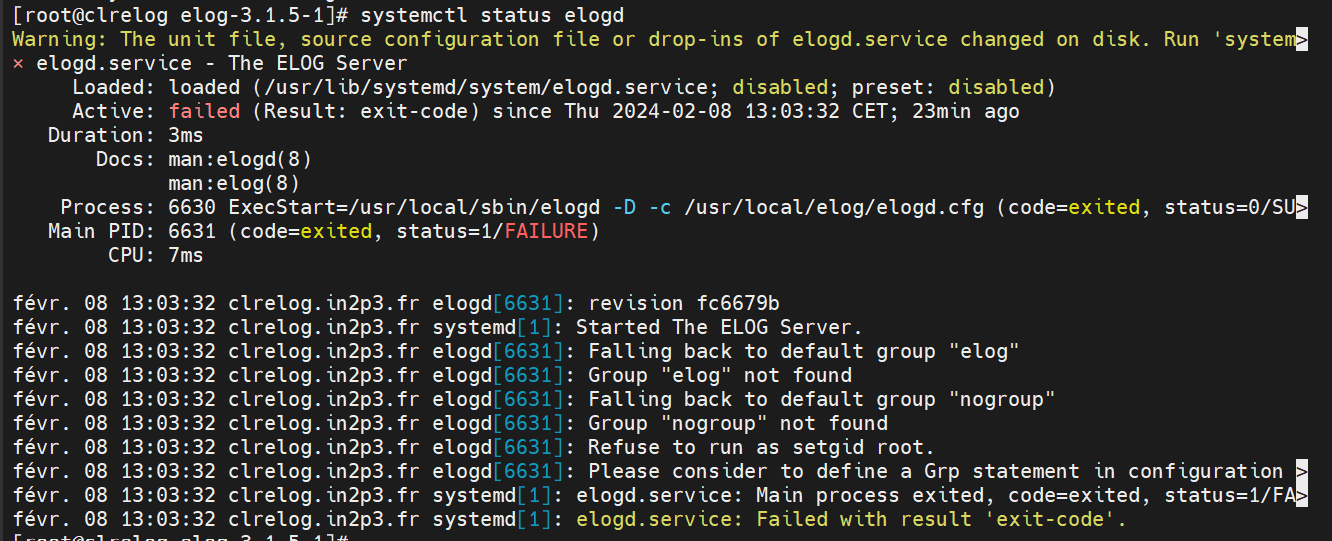 [root@clrelog elog-3.1.5-1]# systemctl status elogd
Warning: The unit file, source configuration file or drop-ins of elogd.service changed on disk. Run 'system>
× elogd.service - The ELOG Server
Loaded: loaded (/usr/lib/systemd/system/elogd.service; disabled; preset: disabled)
Active: failed (Result: exit-code) since Thu 2024-02-08 13:03:32 CET; 23min ago
Duration: 3ms
Docs: man:elogd(8)
man:elog(8)
Process: 6630 ExecStart=/usr/local/sbin/elogd -D -c /usr/local/elog/elogd.cfg (code=exited, status=0/SU>
Main PID: 6631 (code=exited, status=1/FAILURE)
CPU: 7ms
févr. 08 13:03:32 clrelog.in2p3.fr elogd[6631]: revision fc6679b
févr. 08 13:03:32 clrelog.in2p3.fr systemd[1]: Started The ELOG Server.
févr. 08 13:03:32 clrelog.in2p3.fr elogd[6631]: Falling back to default group "elog"
févr. 08 13:03:32 clrelog.in2p3.fr elogd[6631]: Group "elog" not found
févr. 08 13:03:32 clrelog.in2p3.fr elogd[6631]: Falling back to default group "nogroup"
févr. 08 13:03:32 clrelog.in2p3.fr elogd[6631]: Group "nogroup" not found
févr. 08 13:03:32 clrelog.in2p3.fr elogd[6631]: Refuse to run as setgid root.
févr. 08 13:03:32 clrelog.in2p3.fr elogd[6631]: Please consider to define a Grp statement in configuration >
févr. 08 13:03:32 clrelog.in2p3.fr systemd[1]: elogd.service: Main process exited, code=exited, status=1/FA>
févr. 08 13:03:32 clrelog.in2p3.fr systemd[1]: elogd.service: Failed with result 'exit-code'.
[root@clrelog elog-3.1.5-1]#